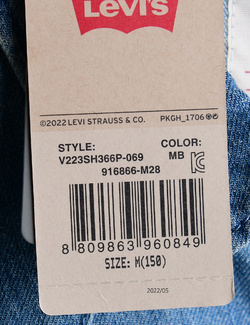 Levi's
©2022 LEVI STRAUSS & CO. PKGH_1706
STYLE: COLOR:
V223SH366P-069 MB
916866-M28
8 809863 960849
SIZE: M(150)
2022/05